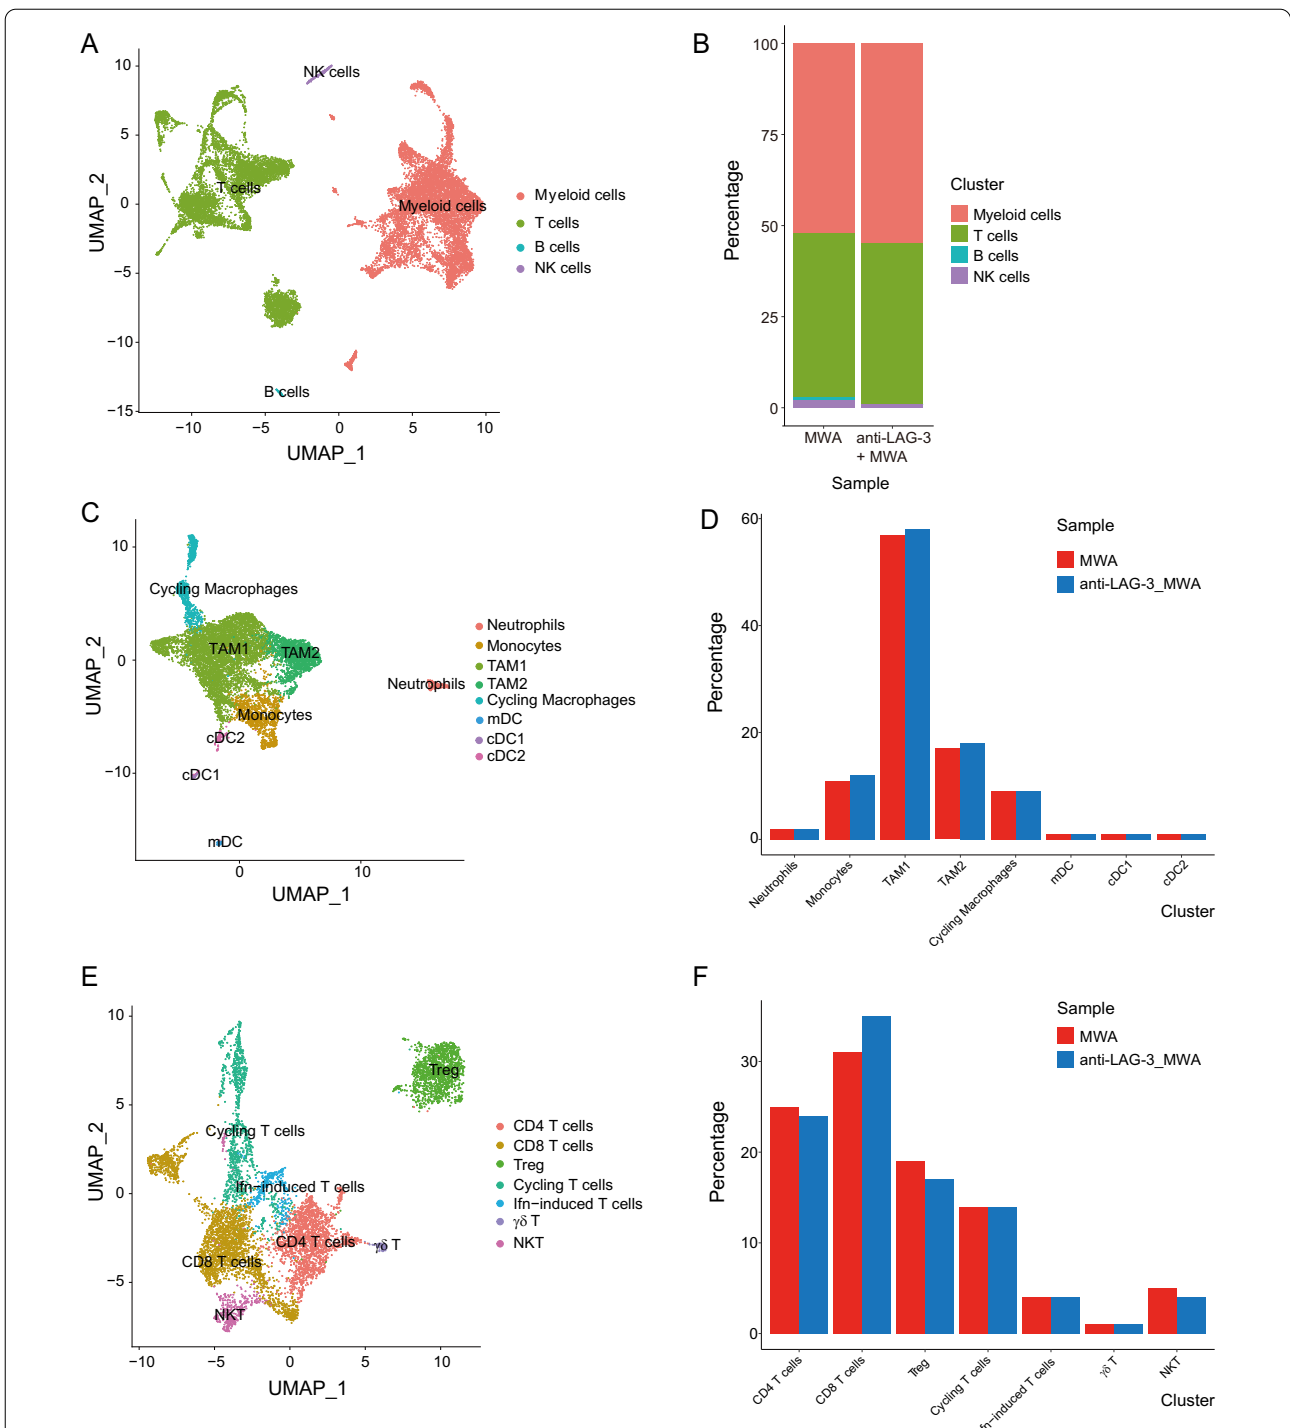 A
UMAP_2
10
5
0
−5
−10
−15
−10
−5
0
5
10
UMAP_1
NK cells
T cells
Myeloid cells
B cells
Myeloid cells
T cells
B cells
NK cells
B
Percentage
100
75
50
25
0
MWA
anti-LAG-3
+ MWA
Sample
Cluster
Myeloid cells
T cells
B cells
NK cells
C
UMAP_2
10
0
−10
0
10
UMAP_1
Cycling Macrophages
TAM1
TAM2
Neutrophils
Monocytes
cDC2
cDC1
mDC
Neutrophils
Monocytes
TAM1
TAM2
Cycling Macrophages
mDC
cDC1
cDC2
D
Percentage
60
40
20
0
Sample
MWA
anti-LAG-3_MWA
Neutrophils
Monocytes
TAM1
TAM2
Cycling Macrophages
mDC
cDC1
cDC2
Cluster
E
UMAP_2
10
5
0
−5
−10
−5
0
5
10
UMAP_1
Treg
Cycling T cells
Ifn−induced T cells
CD4 T cells
γδ T
CD8 T cells
NKT
CD4 T cells
CD8 T cells
Treg
Cycling T cells
Ifn−induced T cells
γδ T
NKT
F
Percentage
30
20
10
0
Sample
MWA
anti-LAG-3_MWA
CD4 T cells
CD8 T cells
Treg
Cycling T cells
fn−induced T cells
γδ T
NKT
Cluster